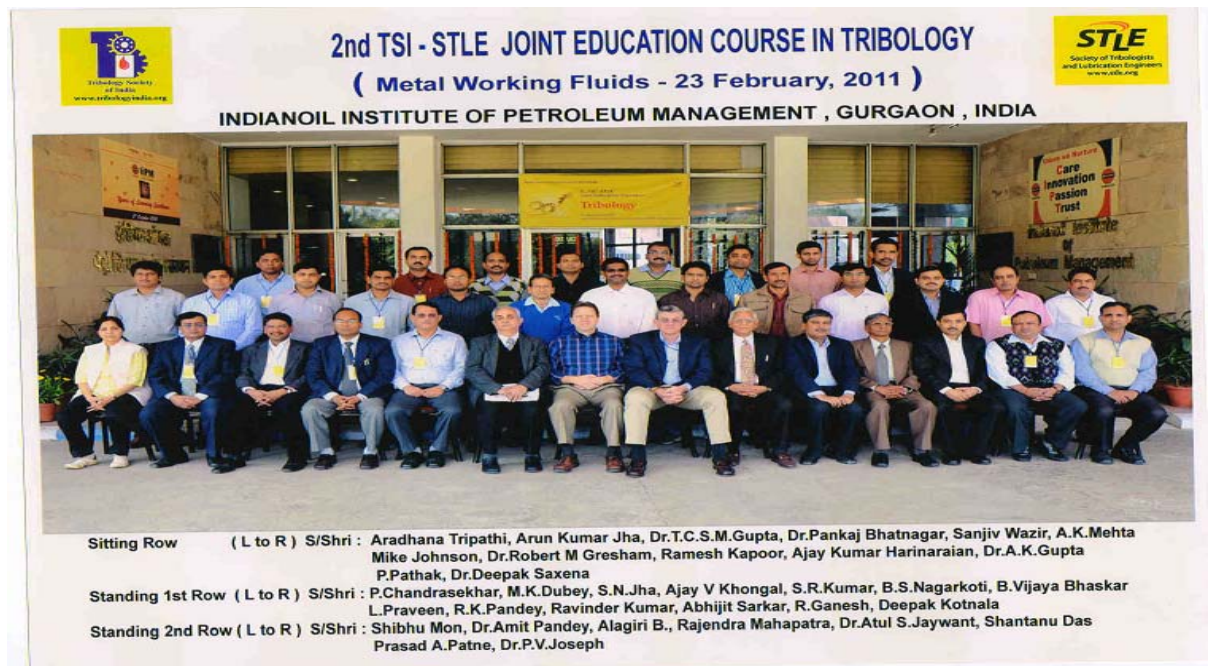 2nd TSI - STLE JOINT EDUCATION COURSE IN TRIBOLOGY
( Metal Working Fluids - 23 February, 2011 )
INDIANOIL INSTITUTE OF PETROLEUM MANAGEMENT , GURGAON , INDIA
Tribology Society
of India
www.tribologyindia.org
STLE
Society of Tribologists
and Lubrication Engineers
www.stle.org
iiPM
Tribology
Care
Innovation
Passion
Trust
Institute
of
Petroleum Management
Sitting Row ( L to R ) S/Shri : Aradhana Tripathi, Arun Kumar Jha, Dr.T.C.S.M.Gupta, Dr.Pankaj Bhatnagar, Sanjiv Wazir, A.K.Mehta
Mike Johnson, Dr.Robert M Gresham, Ramesh Kapoor, Ajay Kumar Harinaraian, Dr.A.K.Gupta
P.Pathak, Dr.Deepak Saxena
Standing 1st Row ( L to R ) S/Shri : P.Chandrasekhar, M.K.Dubey, S.N.Jha, Ajay V Khongal, S.R.Kumar, B.S.Nagarkoti, B.Vijaya Bhaskar
L.Praveen, R.K.Pandey, Ravinder Kumar, Abhijit Sarkar, R.Ganesh, Deepak Kotnala
Standing 2nd Row ( L to R ) S/Shri : Shibhu Mon, Dr.Amit Pandey, Alagiri B., Rajendra Mahapatra, Dr.Atul S.Jaywant, Shantanu Das
Prasad A.Patne, Dr.P.V.Joseph